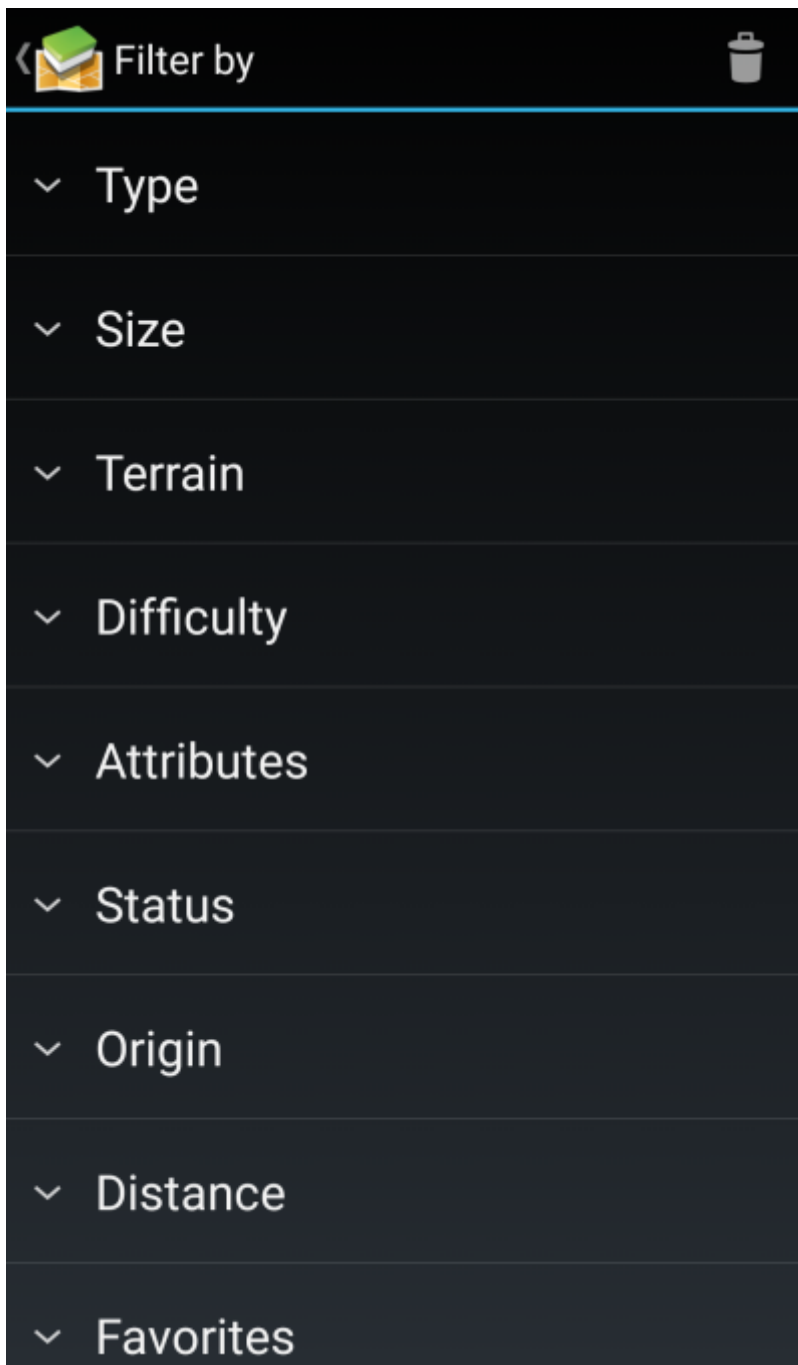 Filter by
Type
Size
Terrain
Difficulty
Attributes
Status
Origin
Distance
Favorites